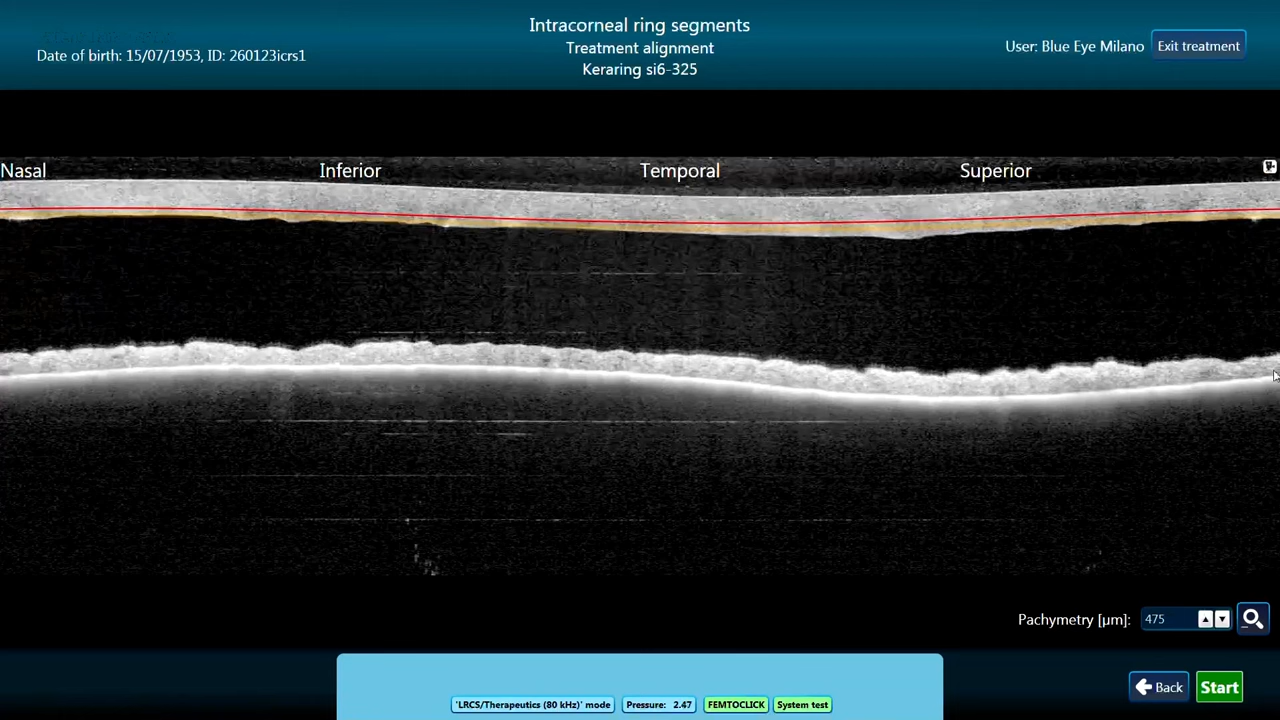 Intracorneal ring segments
Treatment alignment
Keraring si6-325
Date of birth: 15/07/1953, ID: 260123icrs1
User: Blue Eye Milano
Exit treatment
Nasal
Inferior
Temporal
Superior
Pachymetry [µm]:
475
Back
Start
'LRCS/Therapeutics (80 kHz)' mode
Pressure: 2.47
FEMTOCLICK
System test